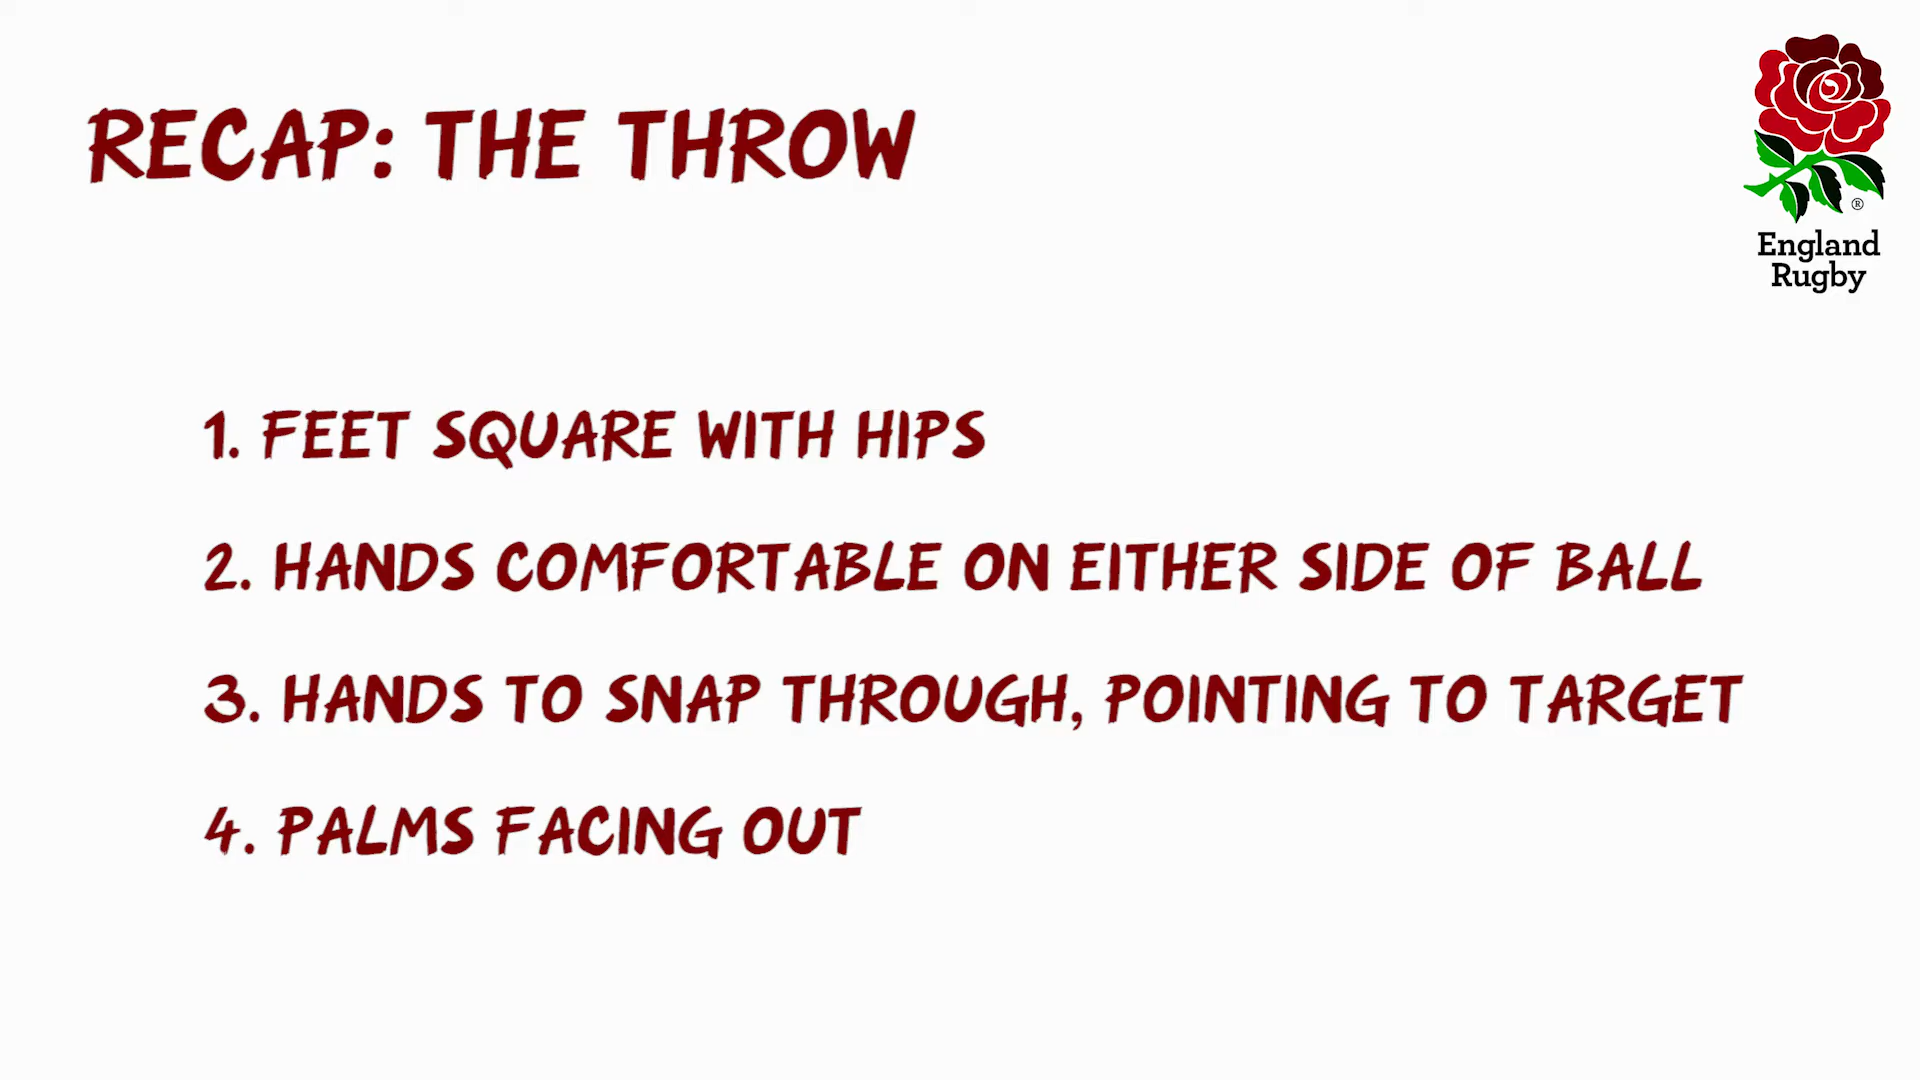 RECAP: THE THROW
®
England
Rugby
1. FEET SQUARE WITH HIPS
2. HANDS COMFORTABLE ON EITHER SIDE OF BALL
3. HANDS TO SNAP THROUGH, POINTING TO TARGET
4. PALMS FACING OUT